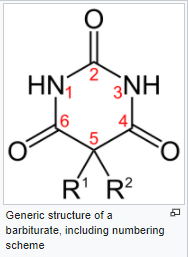 O
2
HN 1 3 NH
6 4
O 5 O
R¹ R²
Generic structure of a
barbiturate, including numbering
scheme